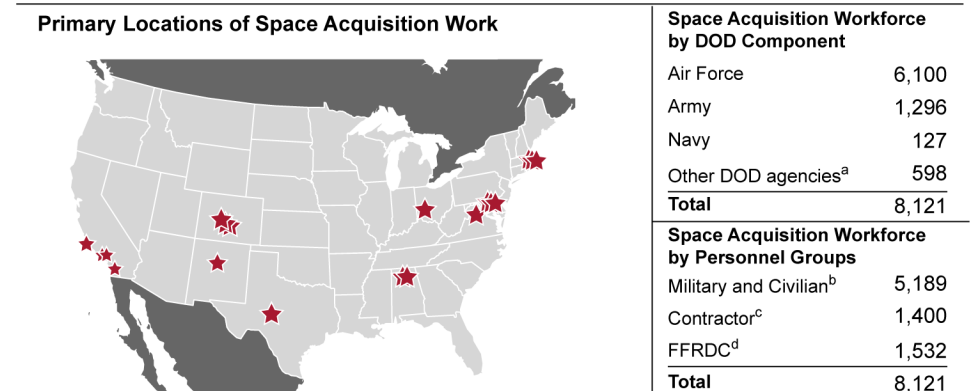 Primary Locations of Space Acquisition Work
Space Acquisition Workforce
by DOD Component
Air Force 6,100
Army 1,296
Navy 127
Other DOD agenciesᵃ 598
Total 8,121
Space Acquisition Workforce
by Personnel Groups
Military and Civilianᵇ 5,189
Contractorᶜ 1,400
FFRDCᵈ 1,532
Total 8,121